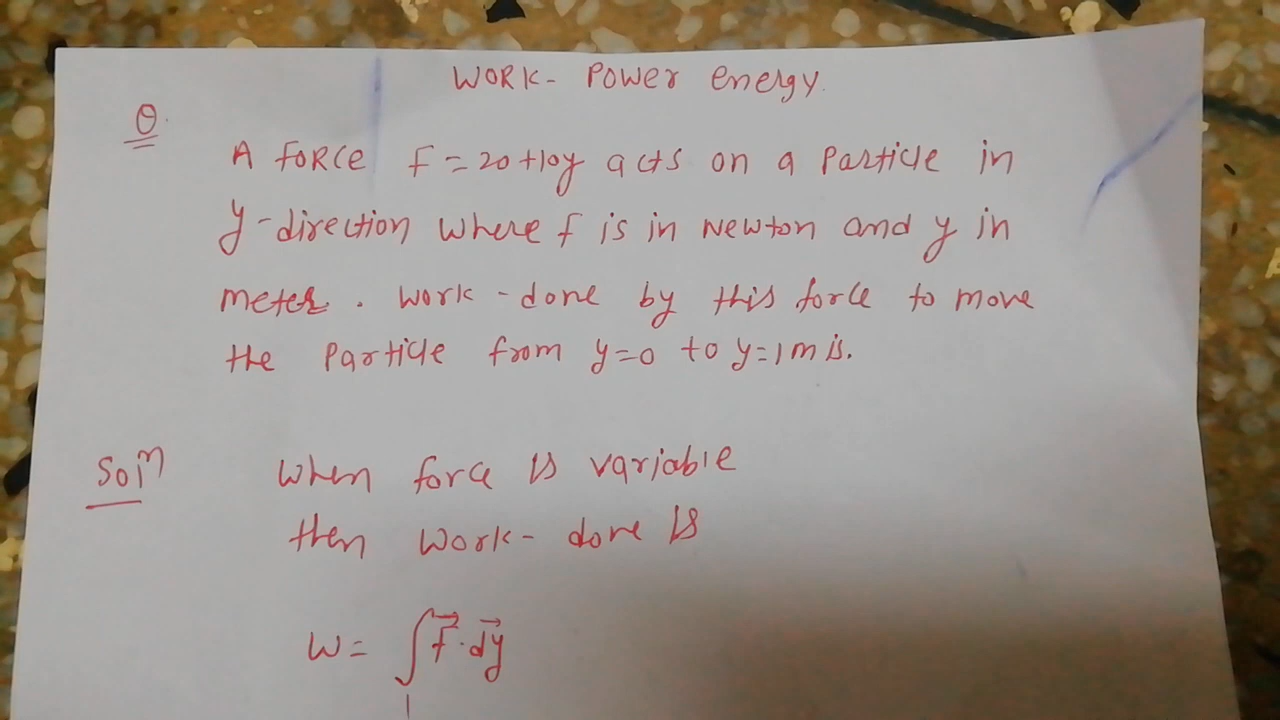 WORK- Power energy.
Q.
A FORCE F = 20+10y acts on a Particle in
y-direction where f is in Newton and y in
meter. Work-done by this force to move
the Particle from y=0 to y=1m is.
Solⁿ When force is variable
then Work- done is
W= ∫f⃗.dy⃗